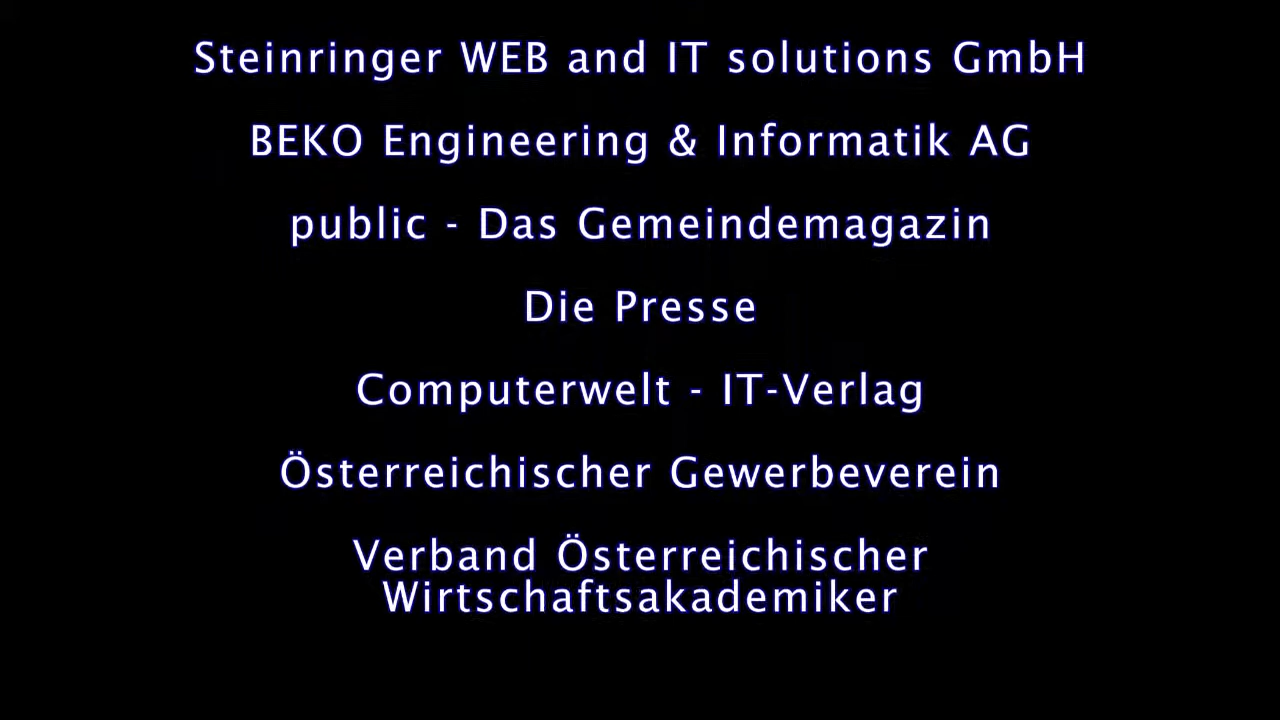 Steinringer WEB and IT solutions GmbH
BEKO Engineering & Informatik AG
public - Das Gemeindemagazin
Die Presse
Computerwelt - IT-Verlag
Österreichischer Gewerbeverein
Verband Österreichischer
Wirtschaftsakademiker